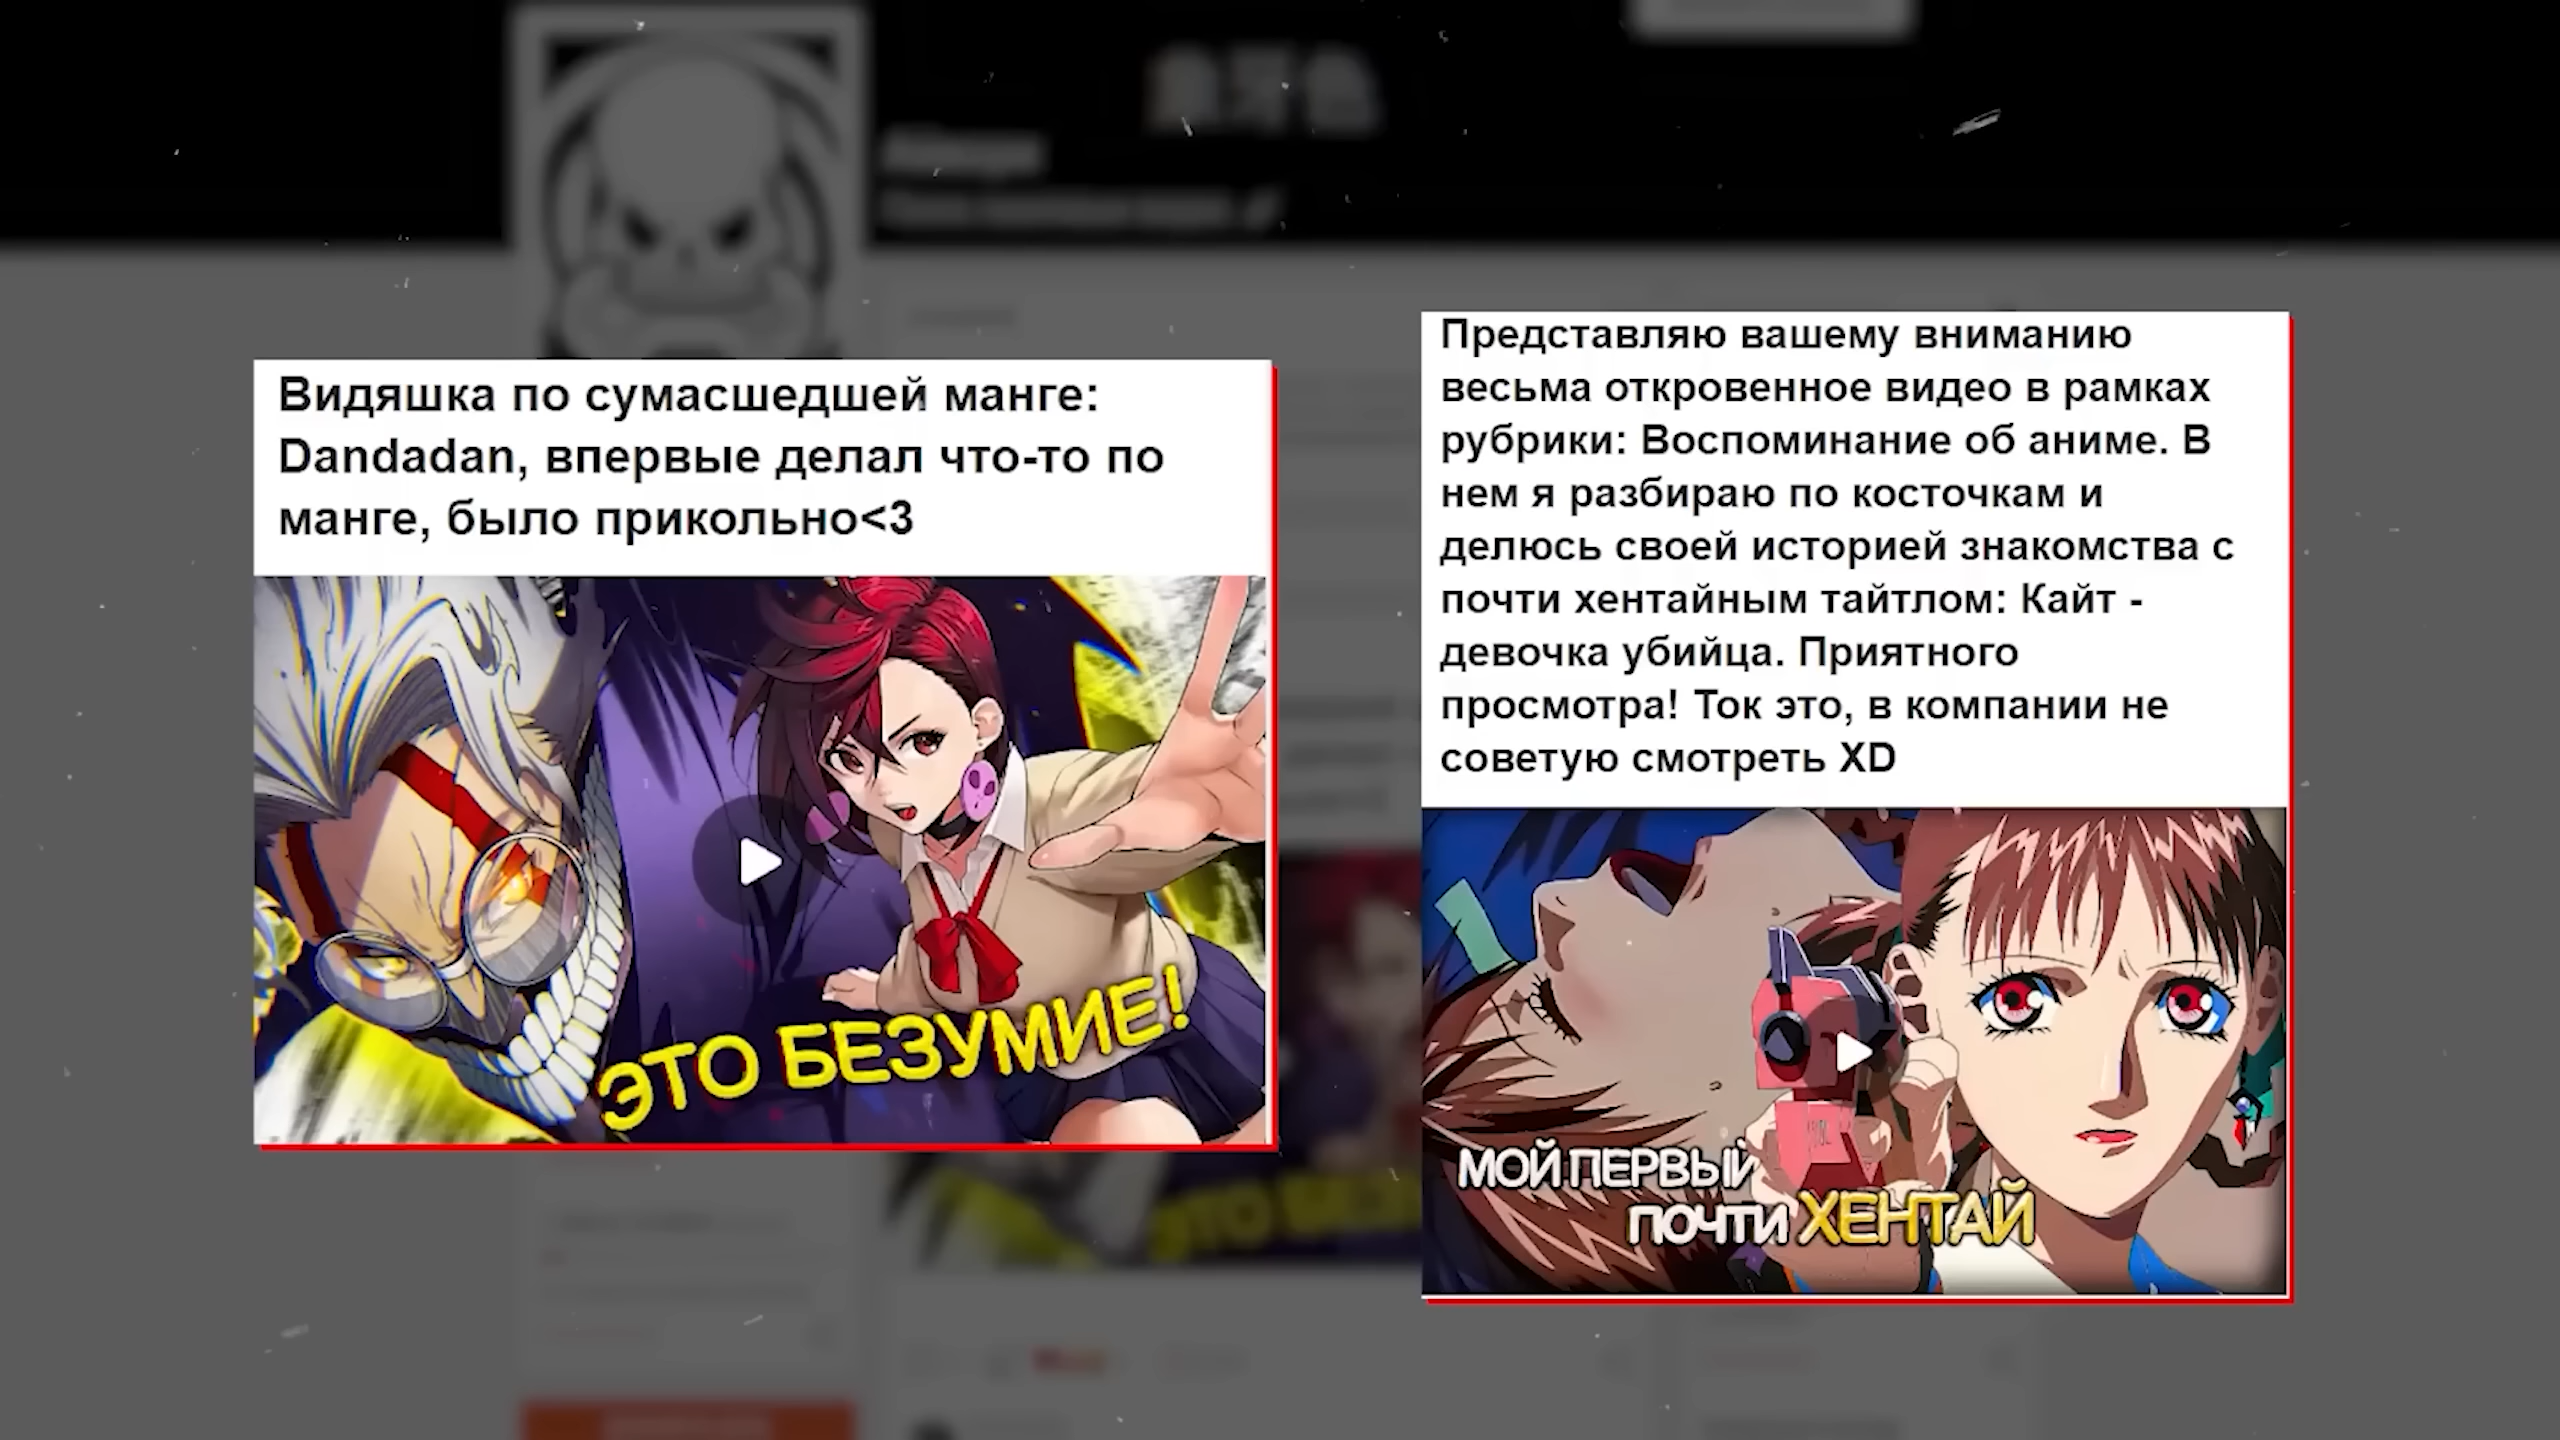 Видяшка по сумасшедшей манге:
Dandadan, впервые делал что-то по
манге, было прикольно<3
ЭТО БЕЗУМИЕ!
Представляю вашему вниманию
весьма откровенное видео в рамках
рубрики: Воспоминание об аниме. В
нем я разбираю по косточкам и
делюсь своей историей знакомства с
почти хентайным тайтлом: Кайт -
девочка убийца. Приятного
просмотра! Ток это, в компании не
советую смотреть XD
МОЙ ПЕРВЫЙ
ПОЧТИ ХЕНТАЙ